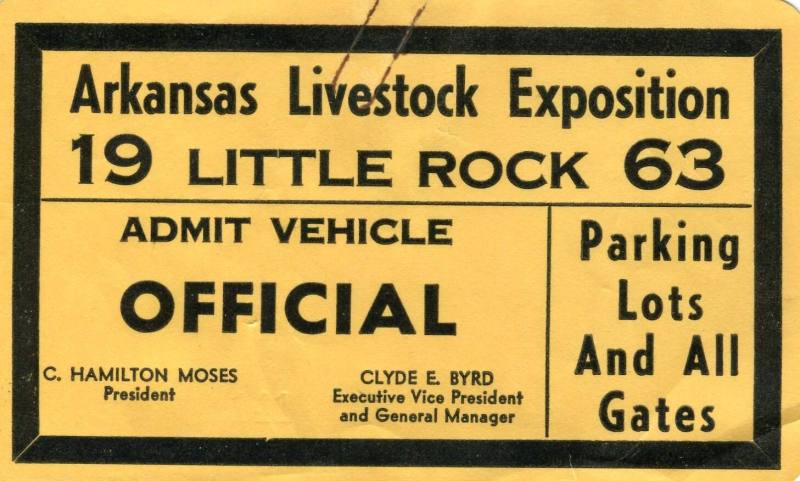 Arkansas Livestock Exposition
19 LITTLE ROCK 63
ADMIT VEHICLE
OFFICIAL
C. HAMILTON MOSES
President
CLYDE E. BYRD
Executive Vice President
and General Manager
Parking
Lots
And All
Gates